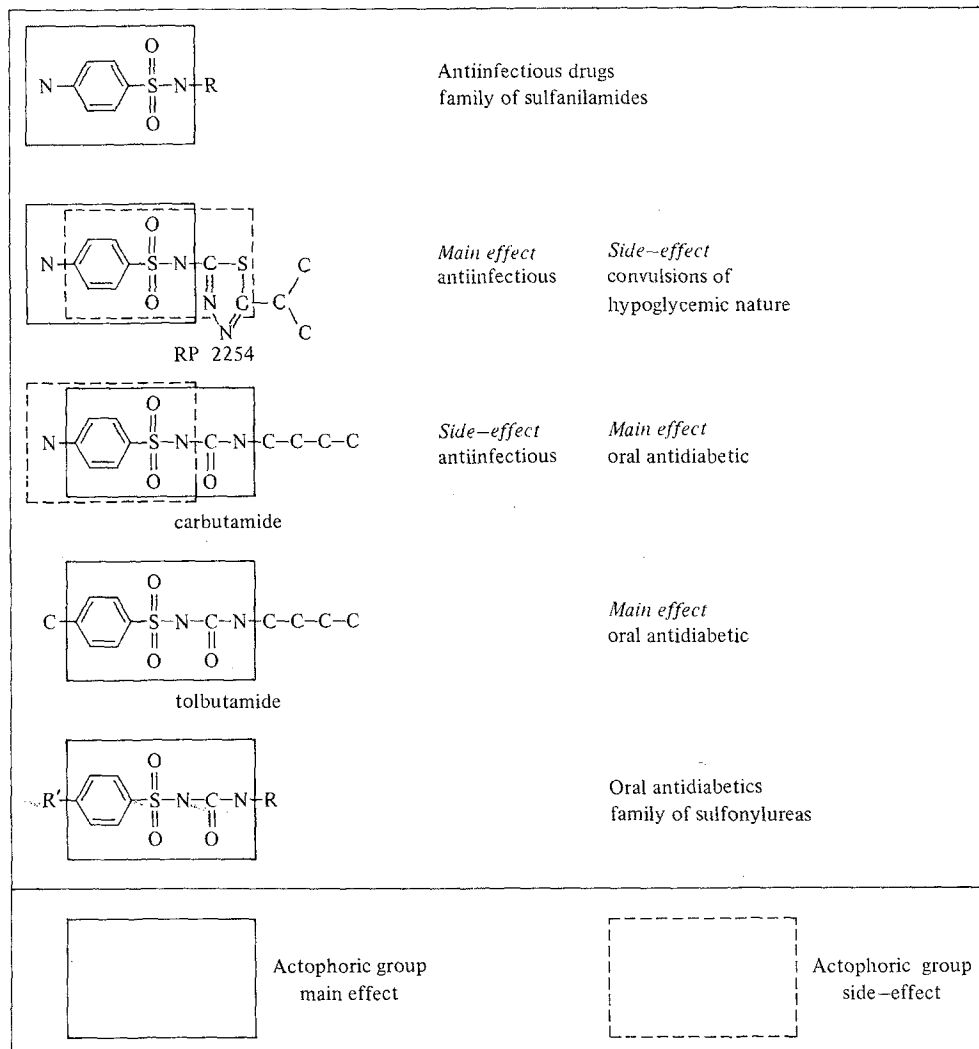 O
N S N R
O
Antiinfectious drugs
family of sulfanilamides
O
N S N C S C
O N C C
N C
RP 2254
Main effect
antiinfectious
Side-effect
convulsions of
hypoglycemic nature
O
N S N C N C C C C
O O
carbutamide
Side-effect
antiinfectious
Main effect
oral antidiabetic
O
C S N C N C C C C
O O
tolbutamide
Main effect
oral antidiabetic
O
R' S N C N R
O O
Oral antidiabetics
family of sulfonylureas
Actophoric group
main effect
Actophoric group
side-effect